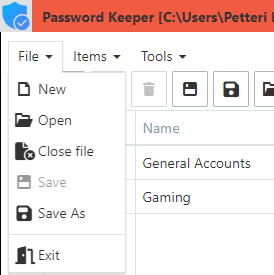 Password Keeper [C:\Users\Petteri
File Items Tools
New
Open
Close file
Save
Save As
Exit
Name
General Accounts
Gaming